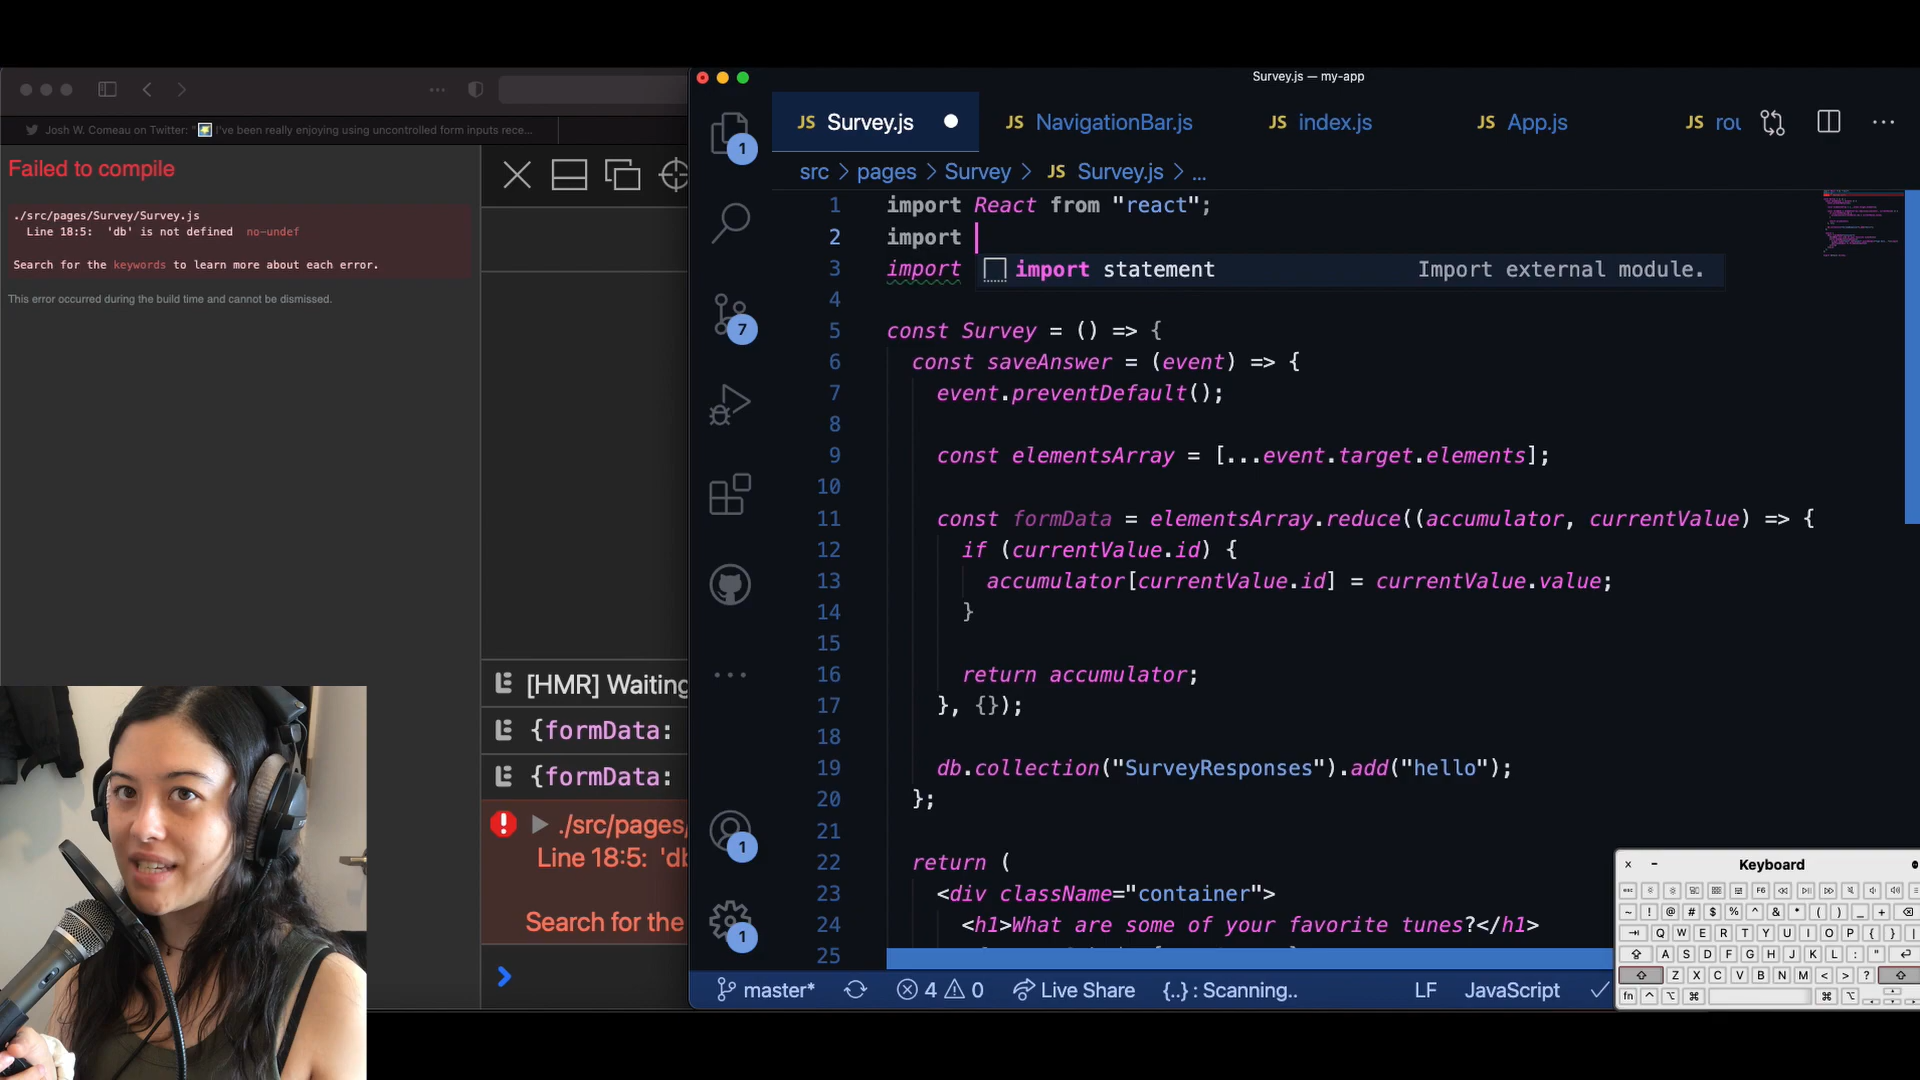 Survey.js — my-app
Josh W. Comeau on Twitter: "I've been really enjoying using uncontrolled form inputs rece...
Failed to compile
./src/pages/Survey/Survey.js
Line 18:5: 'db' is not defined no-undef
Search for the keywords to learn more about each error.
This error occurred during the build time and cannot be dismissed.
[HMR] Waiting
{formData:
{formData:
./src/pages/
Line 18:5: 'db
Search for the
1
7
1
1
JS Survey.js
JS NavigationBar.js
JS index.js
JS App.js
JS rou
src > pages > Survey > JS Survey.js > ...
1 import React from "react";
2 import
3 import
import statement Import external module.
4
5 const Survey = () => {
6 const saveAnswer = (event) => {
7 event.preventDefault();
8
9 const elementsArray = [...event.target.elements];
10
11 const formData = elementsArray.reduce((accumulator, currentValue) => {
12 if (currentValue.id) {
13 accumulator[currentValue.id] = currentValue.value;
14 }
15
16 return accumulator;
17 }, {});
18
19 db.collection("SurveyResponses").add("hello");
20 };
21
22 return (
23 <div className="container">
24 <h1>What are some of your favorite tunes?</h1>
25
master* 4 0 Live Share {..} : Scanning.. LF JavaScript
Keyboard
~ ! @ # $ % ^ & * ( ) _ +
Q W E R T Y U I O P { } |
A S D F G H J K L : "
Z X C V B N M < > ?
fn